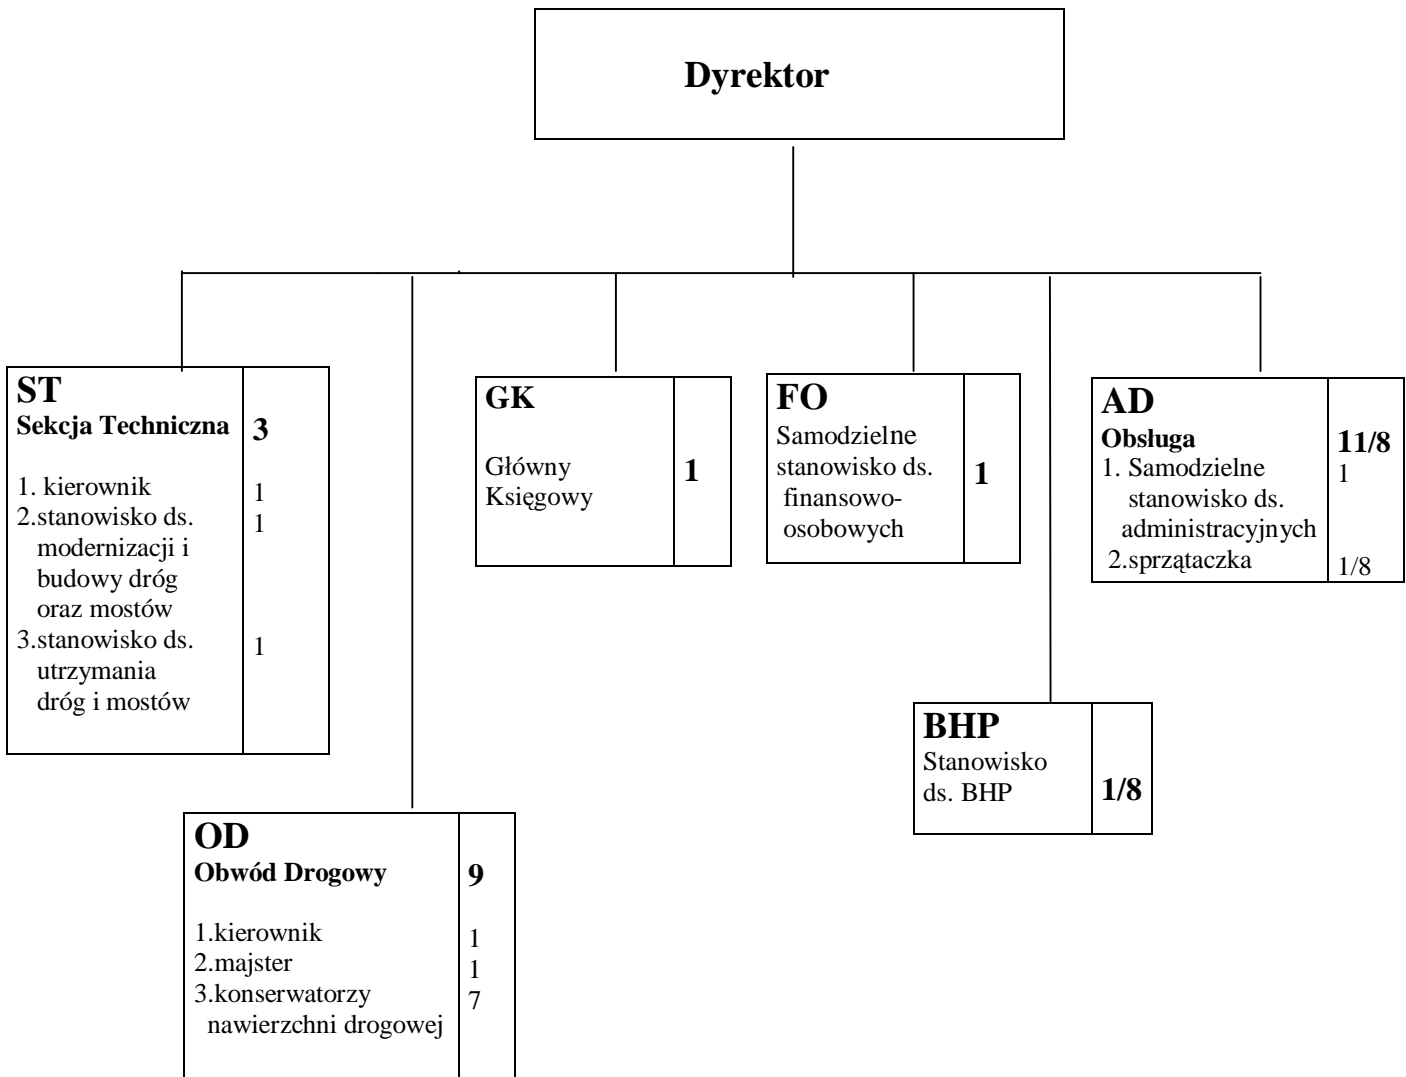 Dyrektor
ST
Sekcja Techniczna 3
1. kierownik 1
2.stanowisko ds. 1
modernizacji i
budowy dróg
oraz mostów
3.stanowisko ds. 1
utrzymania
dróg i mostów
GK
Główny 1
Księgowy
FO
Samodzielne
stanowisko ds. 1
finansowo-
osobowych
AD
Obsługa 11/8
1. Samodzielne 1
stanowisko ds.
administracyjnych
2.sprzątaczka 1/8
BHP
Stanowisko
ds. BHP 1/8
OD
Obwód Drogowy 9
1.kierownik 1
2.majster 1
3.konserwatorzy 7
nawierzchni drogowej